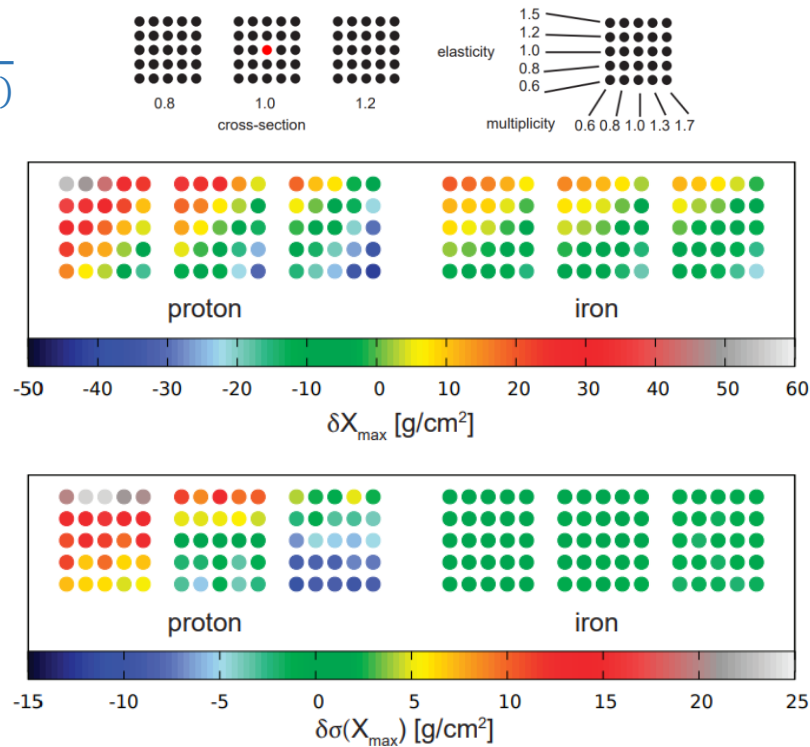 0.8 1.0 1.2
cross-section
elasticity
1.5
1.2
1.0
0.8
0.6
multiplicity 0.6 0.8 1.0 1.3 1.7
proton iron
-50 -40 -30 -20 -10 0 10 20 30 40 50 60
δX_max [g/cm²]
proton iron
-15 -10 -5 0 5 10 15 20 25
δσ(X_max) [g/cm²]